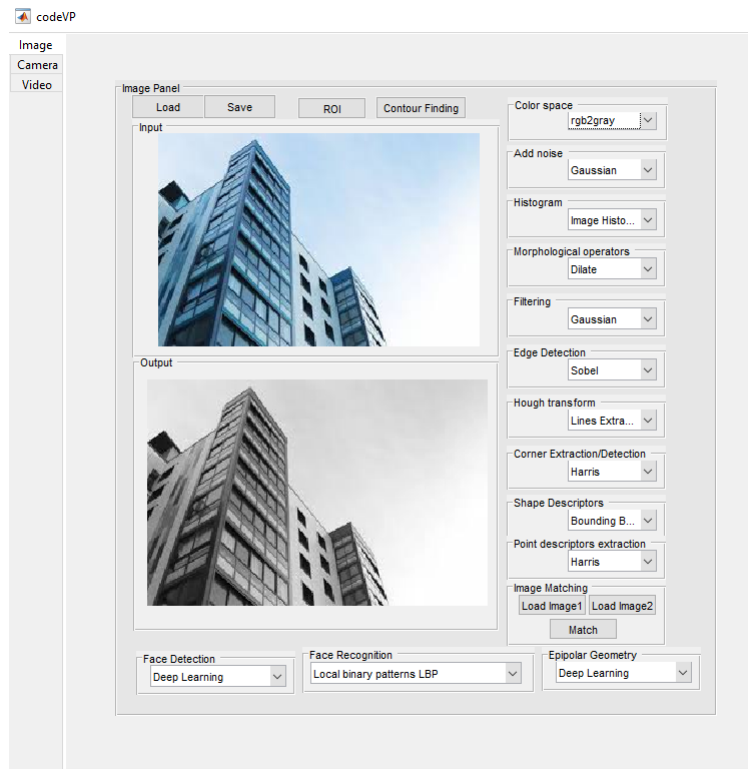 codeVP
Image
Camera
Video
Image Panel
Load Save ROI Contour Finding
Input
Output
Color space
rgb2gray
Add noise
Gaussian
Histogram
Image Histo...
Morphological operators
Dilate
Filtering
Gaussian
Edge Detection
Sobel
Hough transform
Lines Extra...
Corner Extraction/Detection
Harris
Shape Descriptors
Bounding B...
Point descriptors extraction
Harris
Image Matching
Load Image1 Load Image2
Match
Face Detection
Deep Learning
Face Recognition
Local binary patterns LBP
Epipolar Geometry
Deep Learning